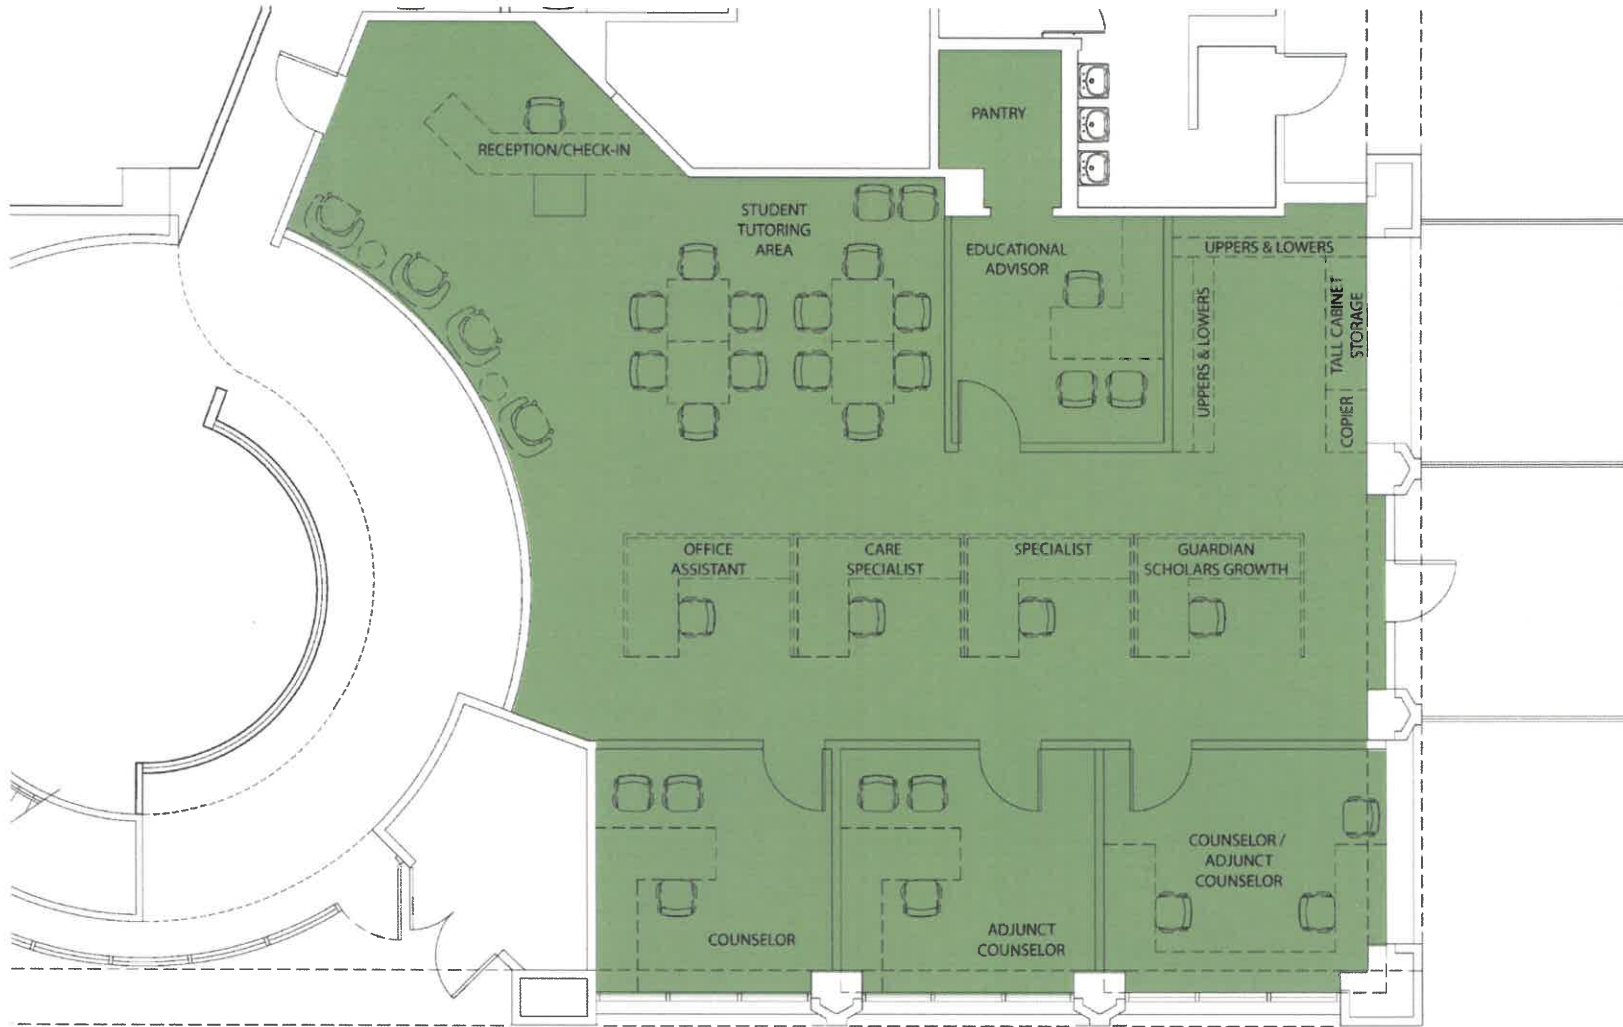 PANTRY
RECEPTION/CHECK-IN
STUDENT
TUTORING
AREA
EDUCATIONAL
ADVISOR
UPPERS & LOWERS
UPPERS & LOWERS
TALL CABINET
STORAGE
COPIER
OFFICE
ASSISTANT
CARE
SPECIALIST
SPECIALIST
GUARDIAN
SCHOLARS GROWTH
COUNSELOR /
ADJUNCT
COUNSELOR
COUNSELOR
ADJUNCT
COUNSELOR